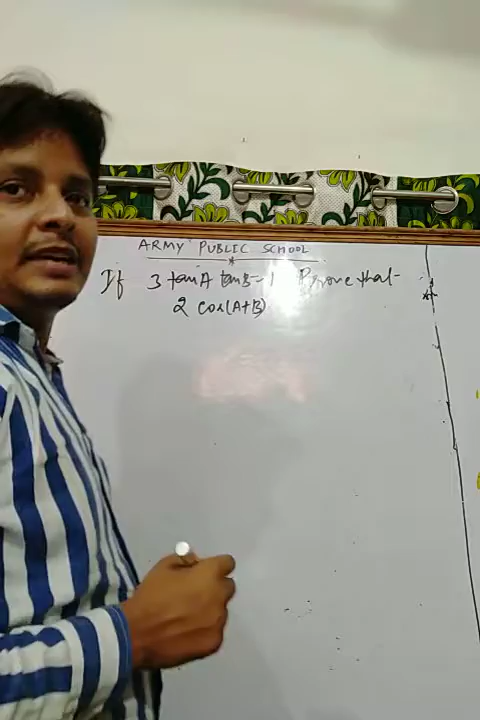 ARMY PUBLIC SCHOOL
*
If 3 tanA tanB = 1 Prove that
2 cos(A+B)